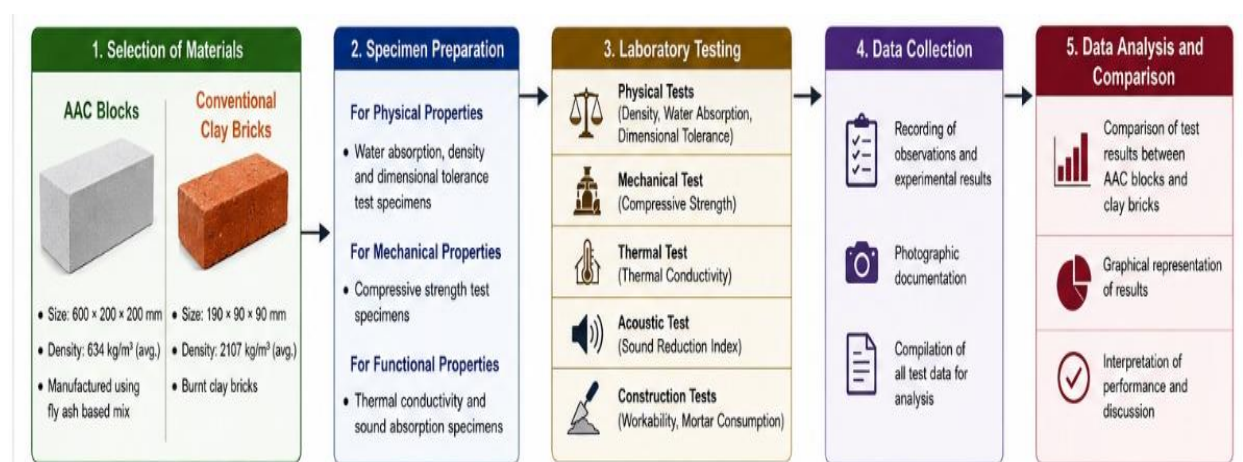 1. Selection of Materials
AAC Blocks
Conventional
Clay Bricks
• Size: 600 × 200 × 200 mm
• Density: 634 kg/m³ (avg.)
• Manufactured using
fly ash based mix
• Size: 190 × 90 × 90 mm
• Density: 2107 kg/m³ (avg.)
• Burnt clay bricks
2. Specimen Preparation
For Physical Properties
• Water absorption, density
and dimensional tolerance
test specimens
For Mechanical Properties
• Compressive strength test
specimens
For Functional Properties
• Thermal conductivity and
sound absorption specimens
3. Laboratory Testing
Physical Tests
(Density, Water Absorption,
Dimensional Tolerance)
Mechanical Test
(Compressive Strength)
Thermal Test
(Thermal Conductivity)
Acoustic Test
(Sound Reduction Index)
Construction Tests
(Workability, Mortar Consumption)
4. Data Collection
Recording of
observations and
experimental results
Photographic
documentation
Compilation of
all test data for
analysis
5. Data Analysis and
Comparison
Comparison of test
results between
AAC blocks and
clay bricks
Graphical representation
of results
Interpretation of
performance and
discussion